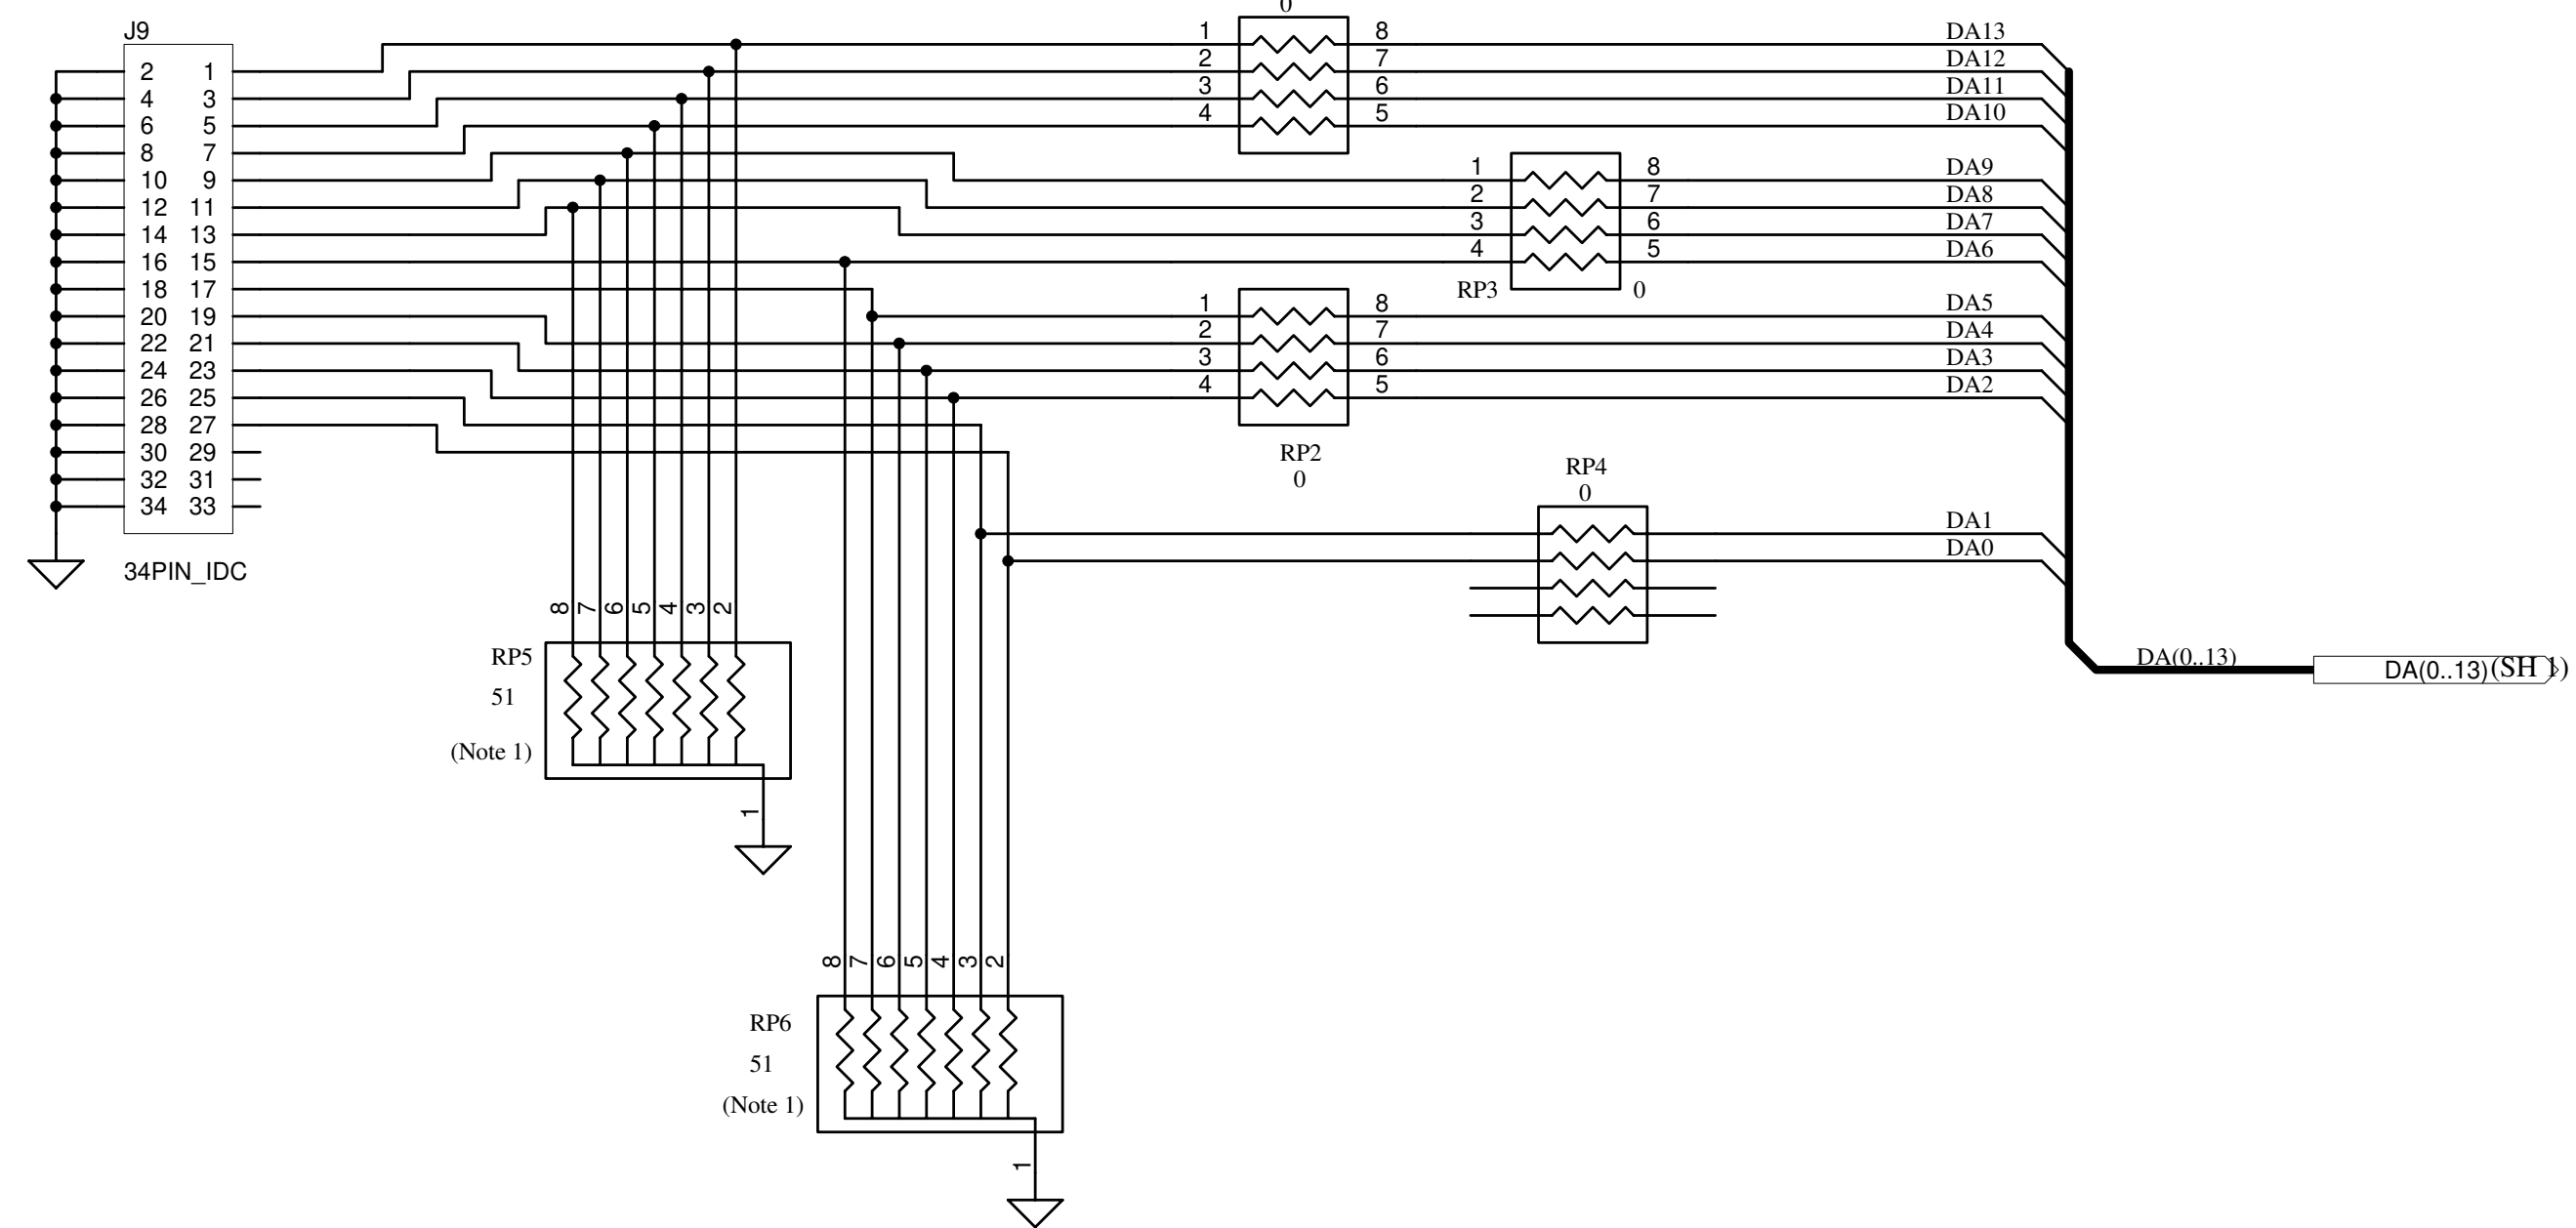 0
J9
1 8 DA13
2 7 DA12
3 6 DA11
4 5 DA10
2 1
4 3
6 5
8 7
10 9
12 11
14 13
16 15
18 17
20 19
22 21
24 23
26 25
28 27
30 29
32 31
34 33
34PIN_IDC
1 8 DA9
2 7 DA8
3 6 DA7
4 5 DA6
RP3 0
1 8 DA5
2 7 DA4
3 6 DA3
4 5 DA2
RP2
0
RP4
0
DA1
DA0
8 7 6 5 4 3 2
RP5
51
(Note 1)
1
DA(0..13)
DA(0..13) (SH 1)
8 7 6 5 4 3 2
RP6
51
(Note 1)
1